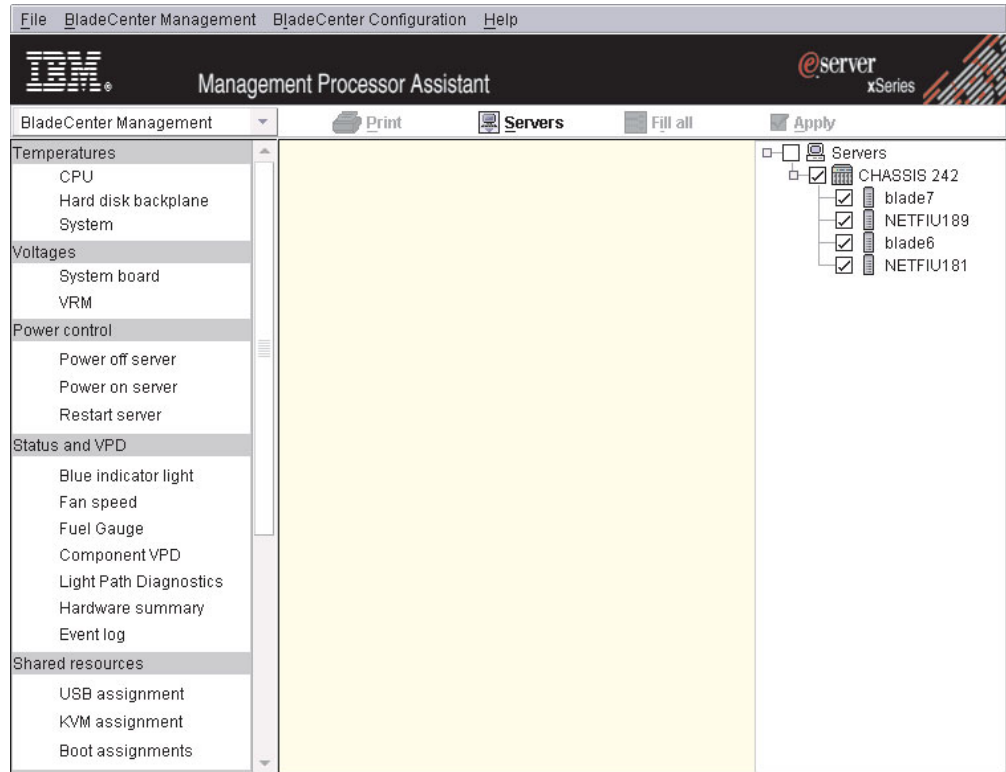 File BladeCenter Management BladeCenter Configuration Help
IBM®
Management Processor Assistant
@server
xSeries
BladeCenter Management
Print Servers Fill all Apply
Temperatures
CPU
Hard disk backplane
System
Voltages
System board
VRM
Power control
Power off server
Power on server
Restart server
Status and VPD
Blue indicator light
Fan speed
Fuel Gauge
Component VPD
Light Path Diagnostics
Hardware summary
Event log
Shared resources
USB assignment
KVM assignment
Boot assignments
Servers
CHASSIS 242
blade7
NETFIU189
blade6
NETFIU181